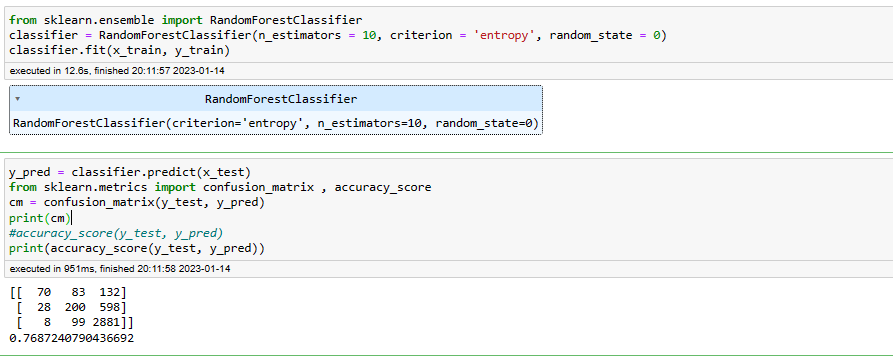 from sklearn.ensemble import RandomForestClassifier
classifier = RandomForestClassifier(n_estimators = 10, criterion = 'entropy', random_state = 0)
classifier.fit(x_train, y_train)
executed in 12.6s, finished 20:11:57 2023-01-14
RandomForestClassifier
RandomForestClassifier(criterion='entropy', n_estimators=10, random_state=0)
y_pred = classifier.predict(x_test)
from sklearn.metrics import confusion_matrix , accuracy_score
cm = confusion_matrix(y_test, y_pred)
print(cm)
#accuracy_score(y_test, y_pred)
print(accuracy_score(y_test, y_pred))
executed in 951ms, finished 20:11:58 2023-01-14
[[  70   83  132]
 [  28  200  598]
 [   8   99 2881]]
0.7687240790436692